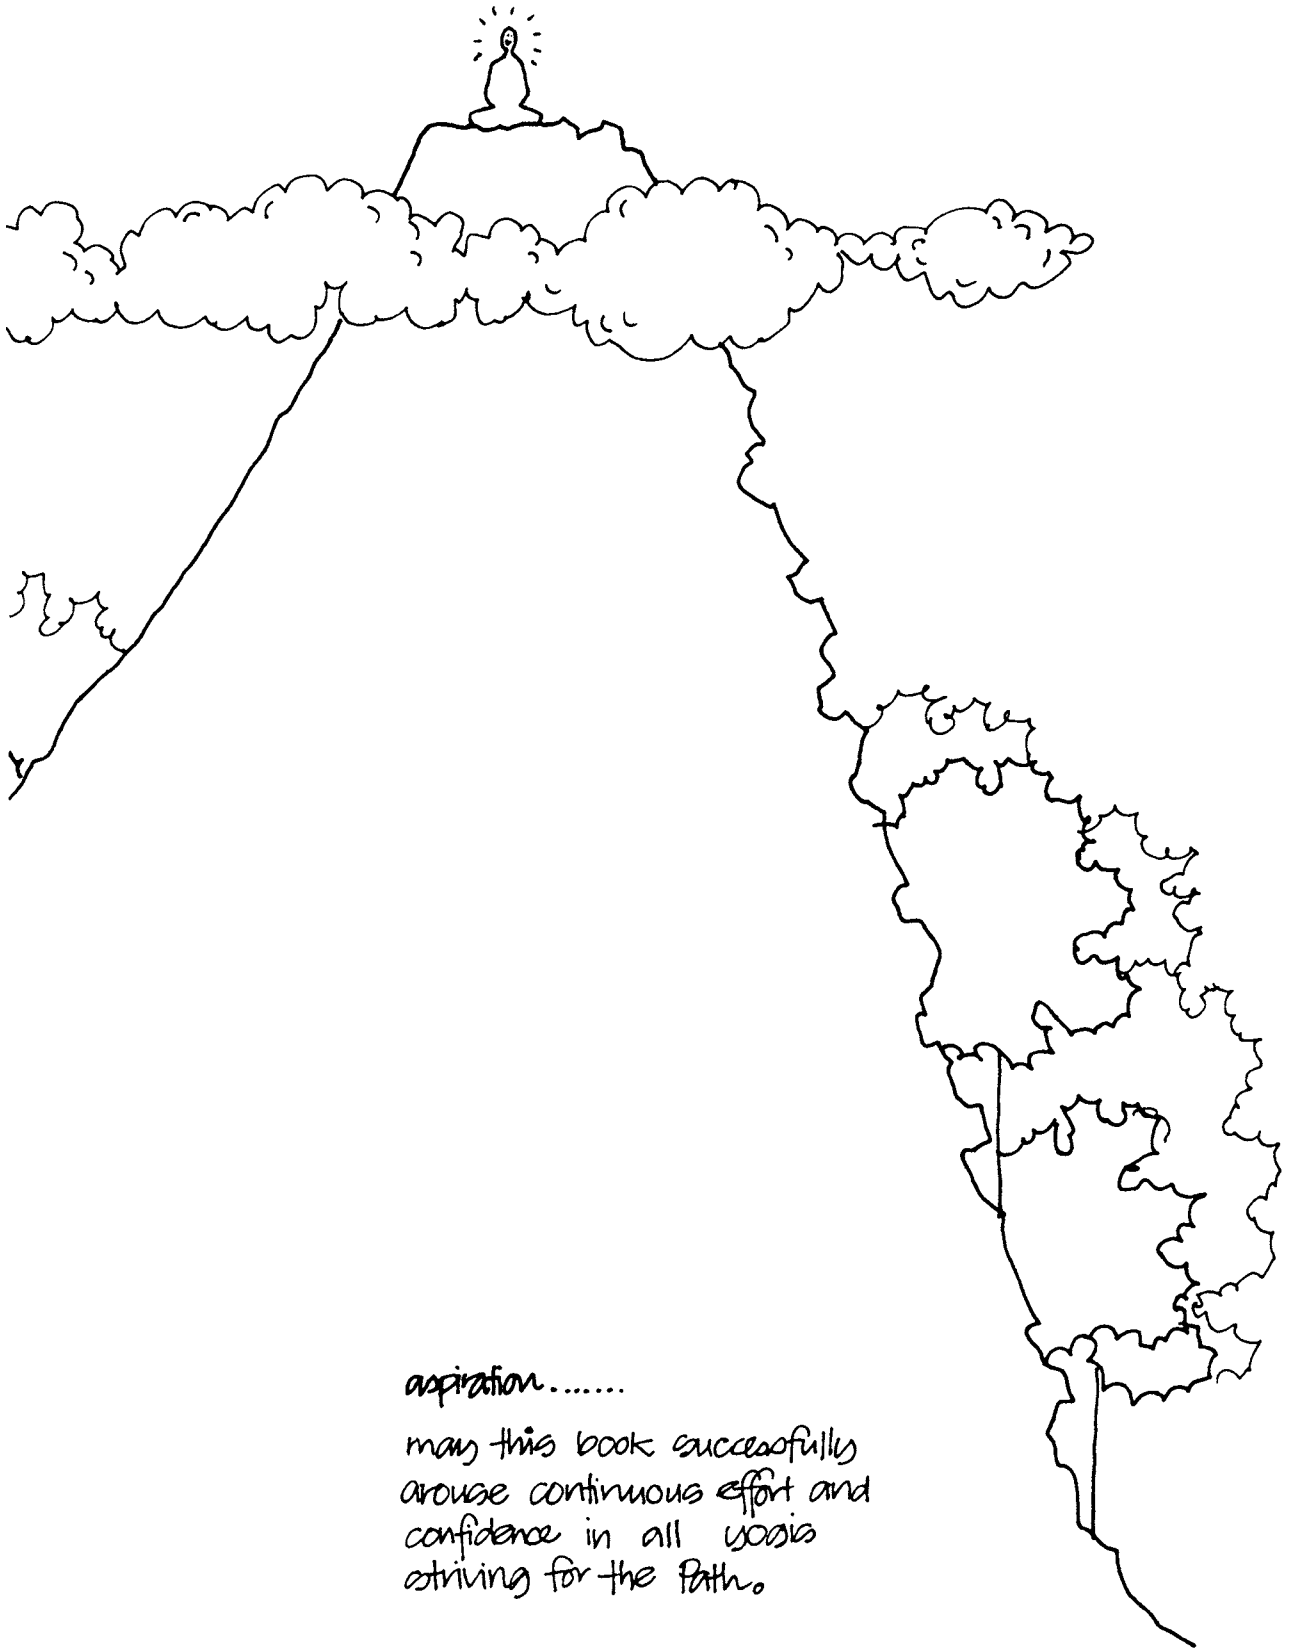 aspiration.......
may this book successfully
arouse continuous effort and
confidence in all yogis
striving for the Path.